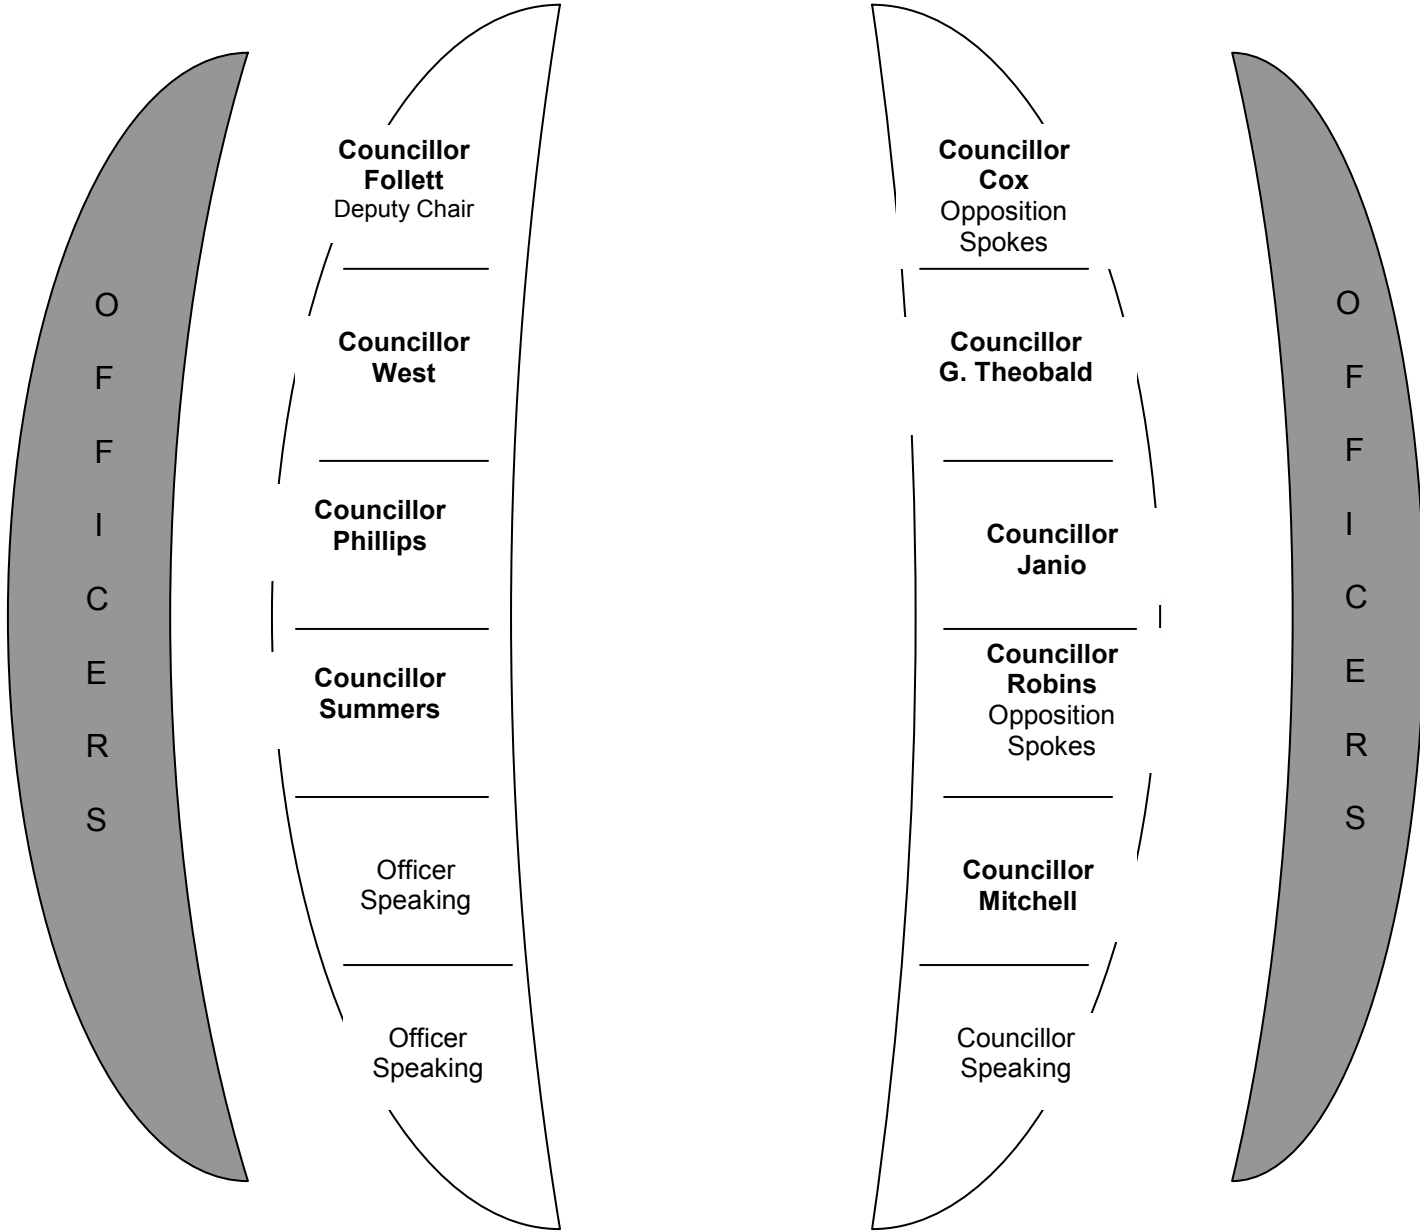 O
F
F
I
C
E
R
S
Councillor
Follett
Deputy Chair
Councillor
West
Councillor
Phillips
Councillor
Summers
Officer
Speaking
Officer
Speaking
Councillor
Cox
Opposition
Spokes
Councillor
G. Theobald
Councillor
Janio
Councillor
Robins
Opposition
Spokes
Councillor
Mitchell
Councillor
Speaking
O
F
F
I
C
E
R
S